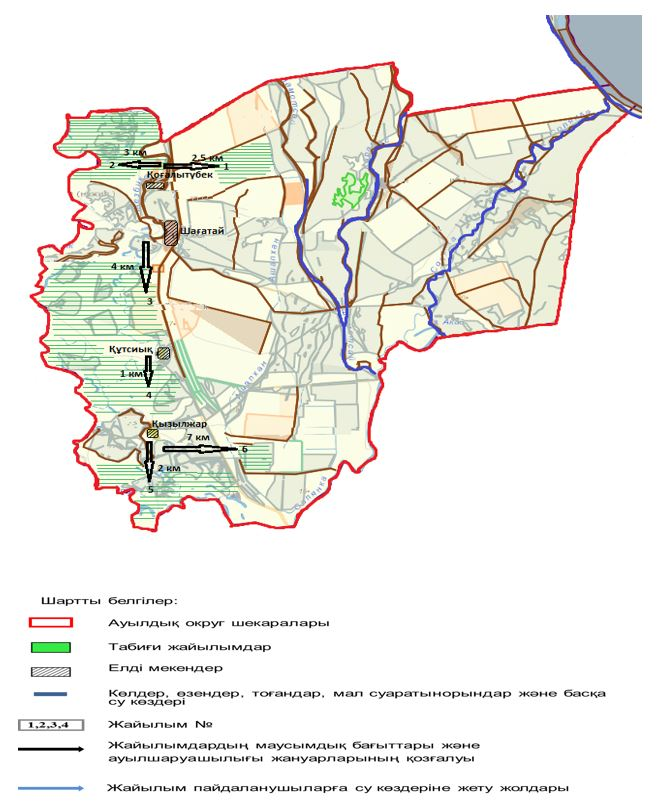 3 км
2,5 км
2
1
Қоғалытүбек
Шағатай
4 км
3
Құтсиық
1 км
4
Қызылжар
7 км
6
2 км
5
Шартты белгілер:
Ауылдық округ шекаралары
Табиғи жайылымдар
Елді мекендер
Көлдер, өзендер, тоғандар, мал суаратынорындар және басқа
су көздері
1,2,3,4 Жайылым №
Жайылымдардың маусымдық бағыттары және
ауылшаруашылығы жануарларының қозғалуы
Жайылым пайдаланушыларға су көздеріне жету жолдары